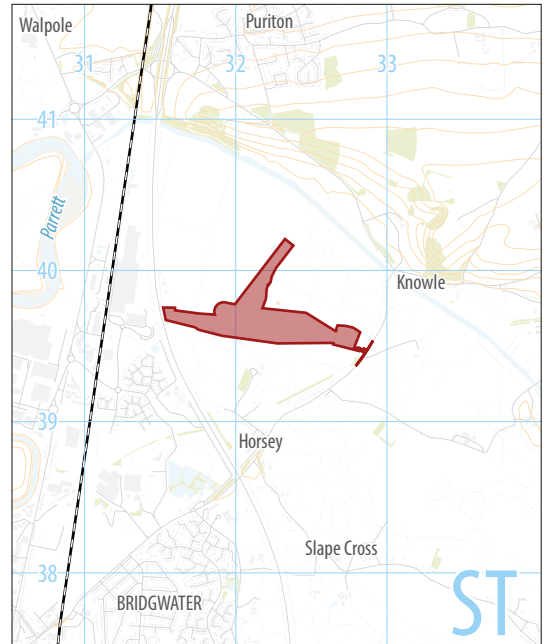 Walpole
Puriton
31
32
33
41
Parrett
40
Knowle
39
Horsey
Slape Cross
38
BRIDGWATER
ST